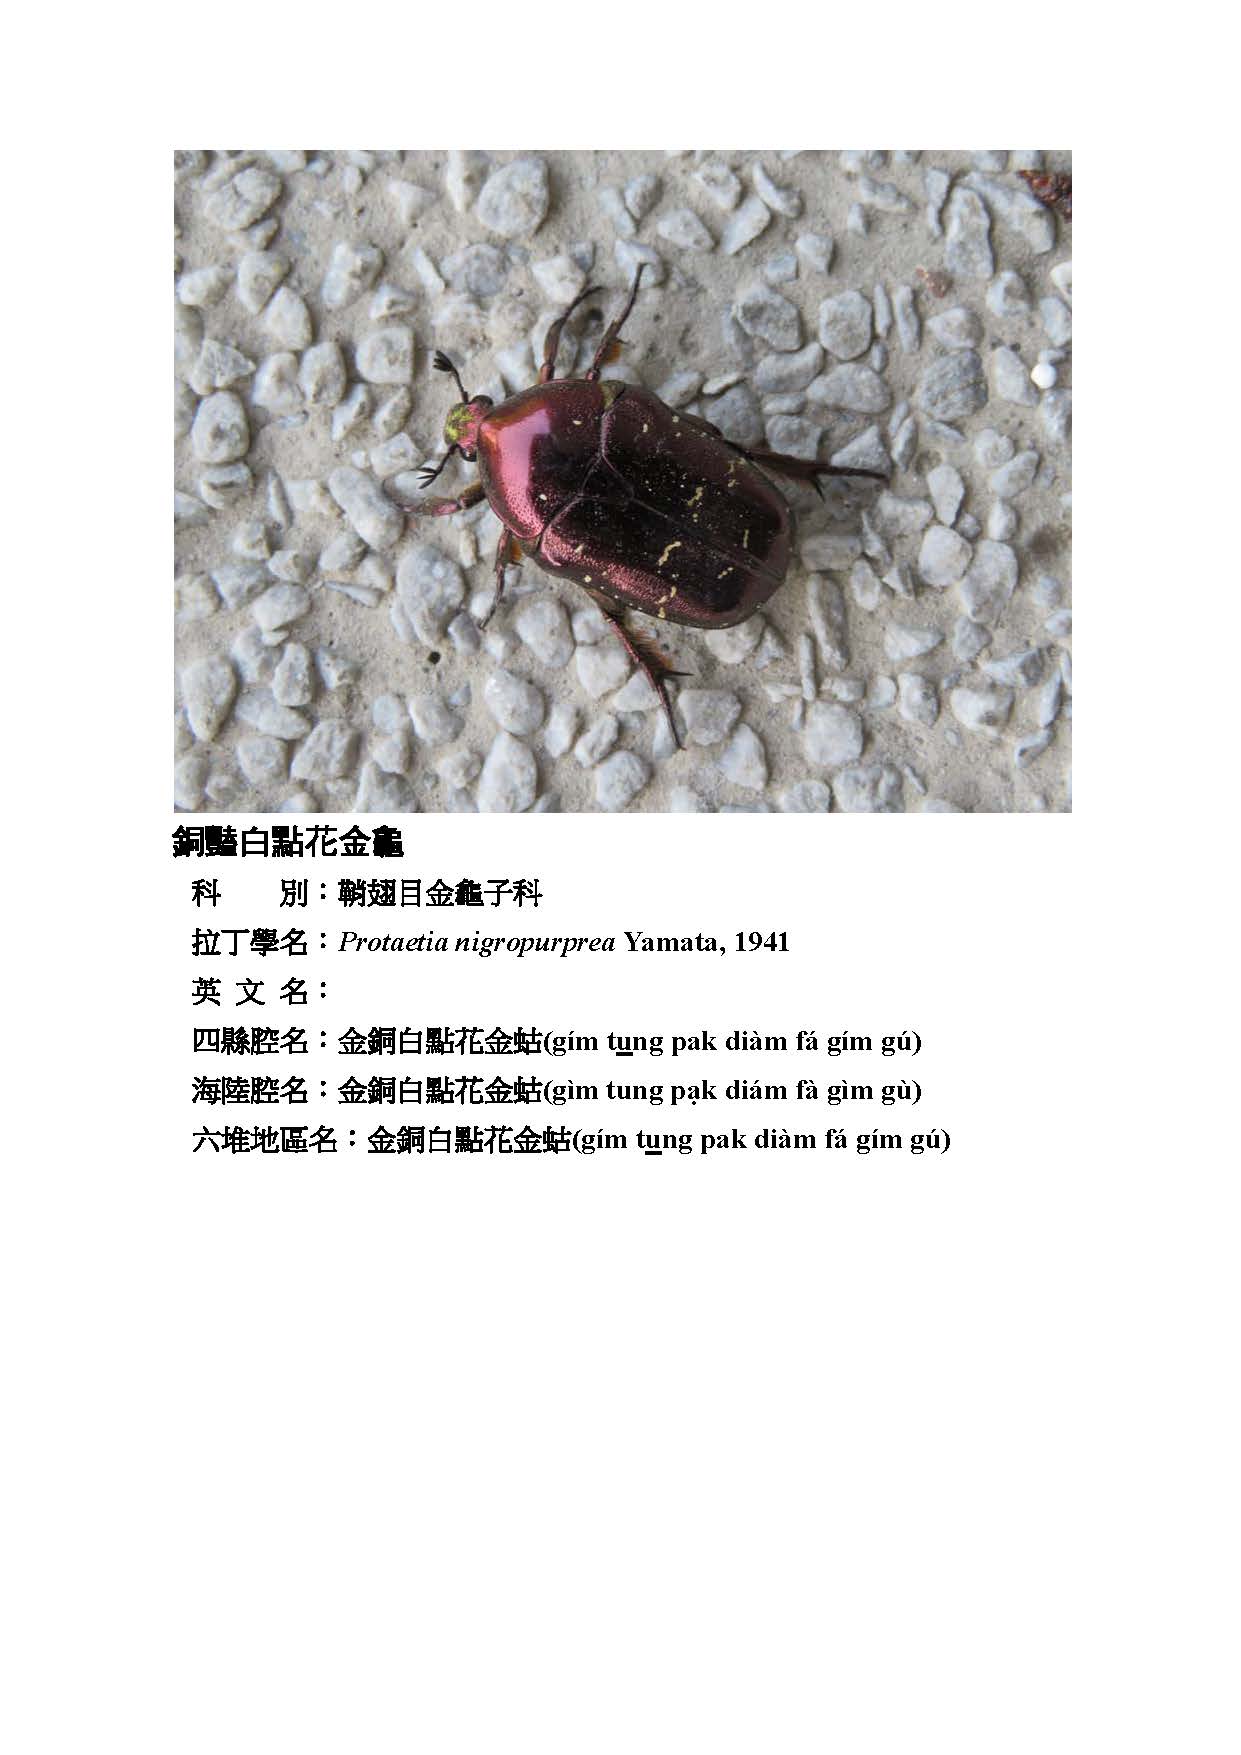 銅豔白點花金龜
科　　別：鞘翅目金龜子科
拉丁學名：Protaetia nigropurprea Yamata, 1941
英 文 名：
四縣腔名：金銅白點花金蛄(gím tung pak diàm fá gím gú)
海陸腔名：金銅白點花金蛄(gìm tung pạk diám fà gìm gù)
六堆地區名：金銅白點花金蛄(gím tung pak diàm fá gím gú)